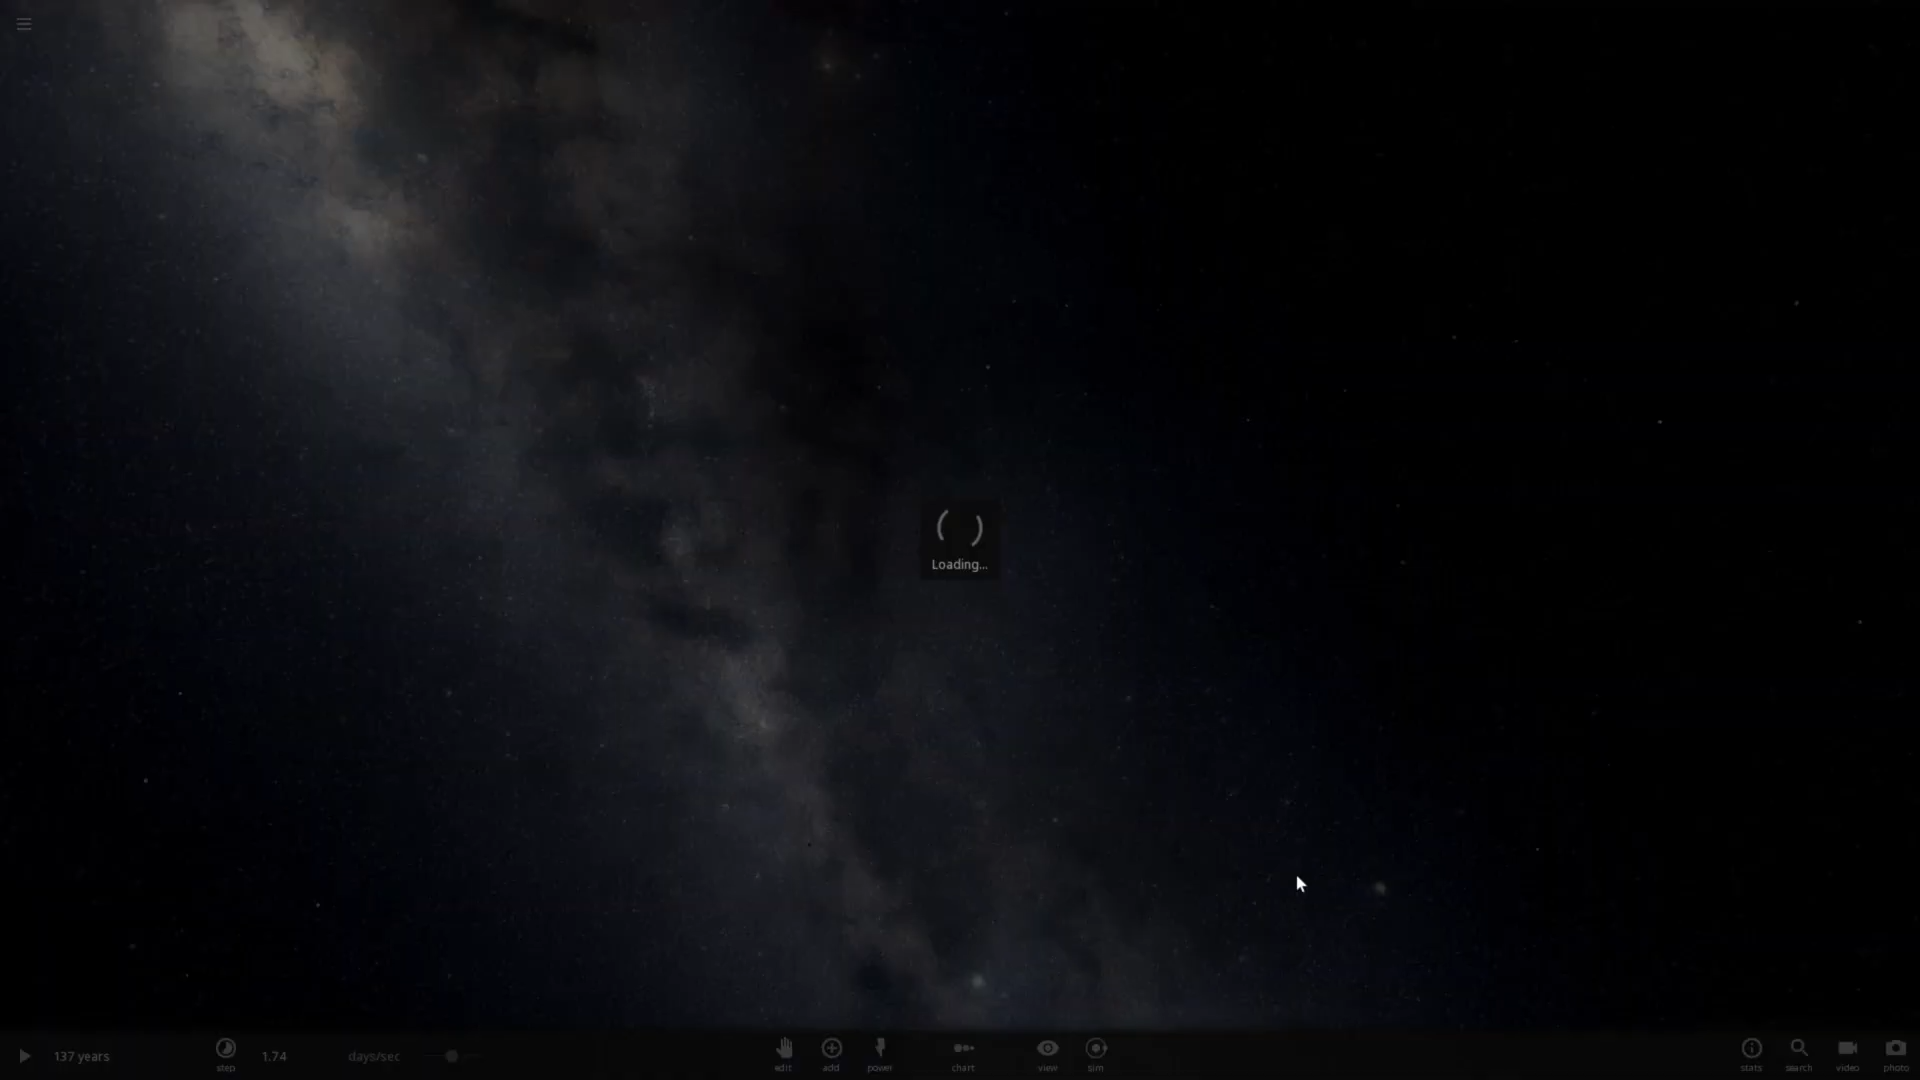 Loading...
137 years
step
1.74
days/sec
edit
add
power
chart
view
sim
stats
search
video
photo